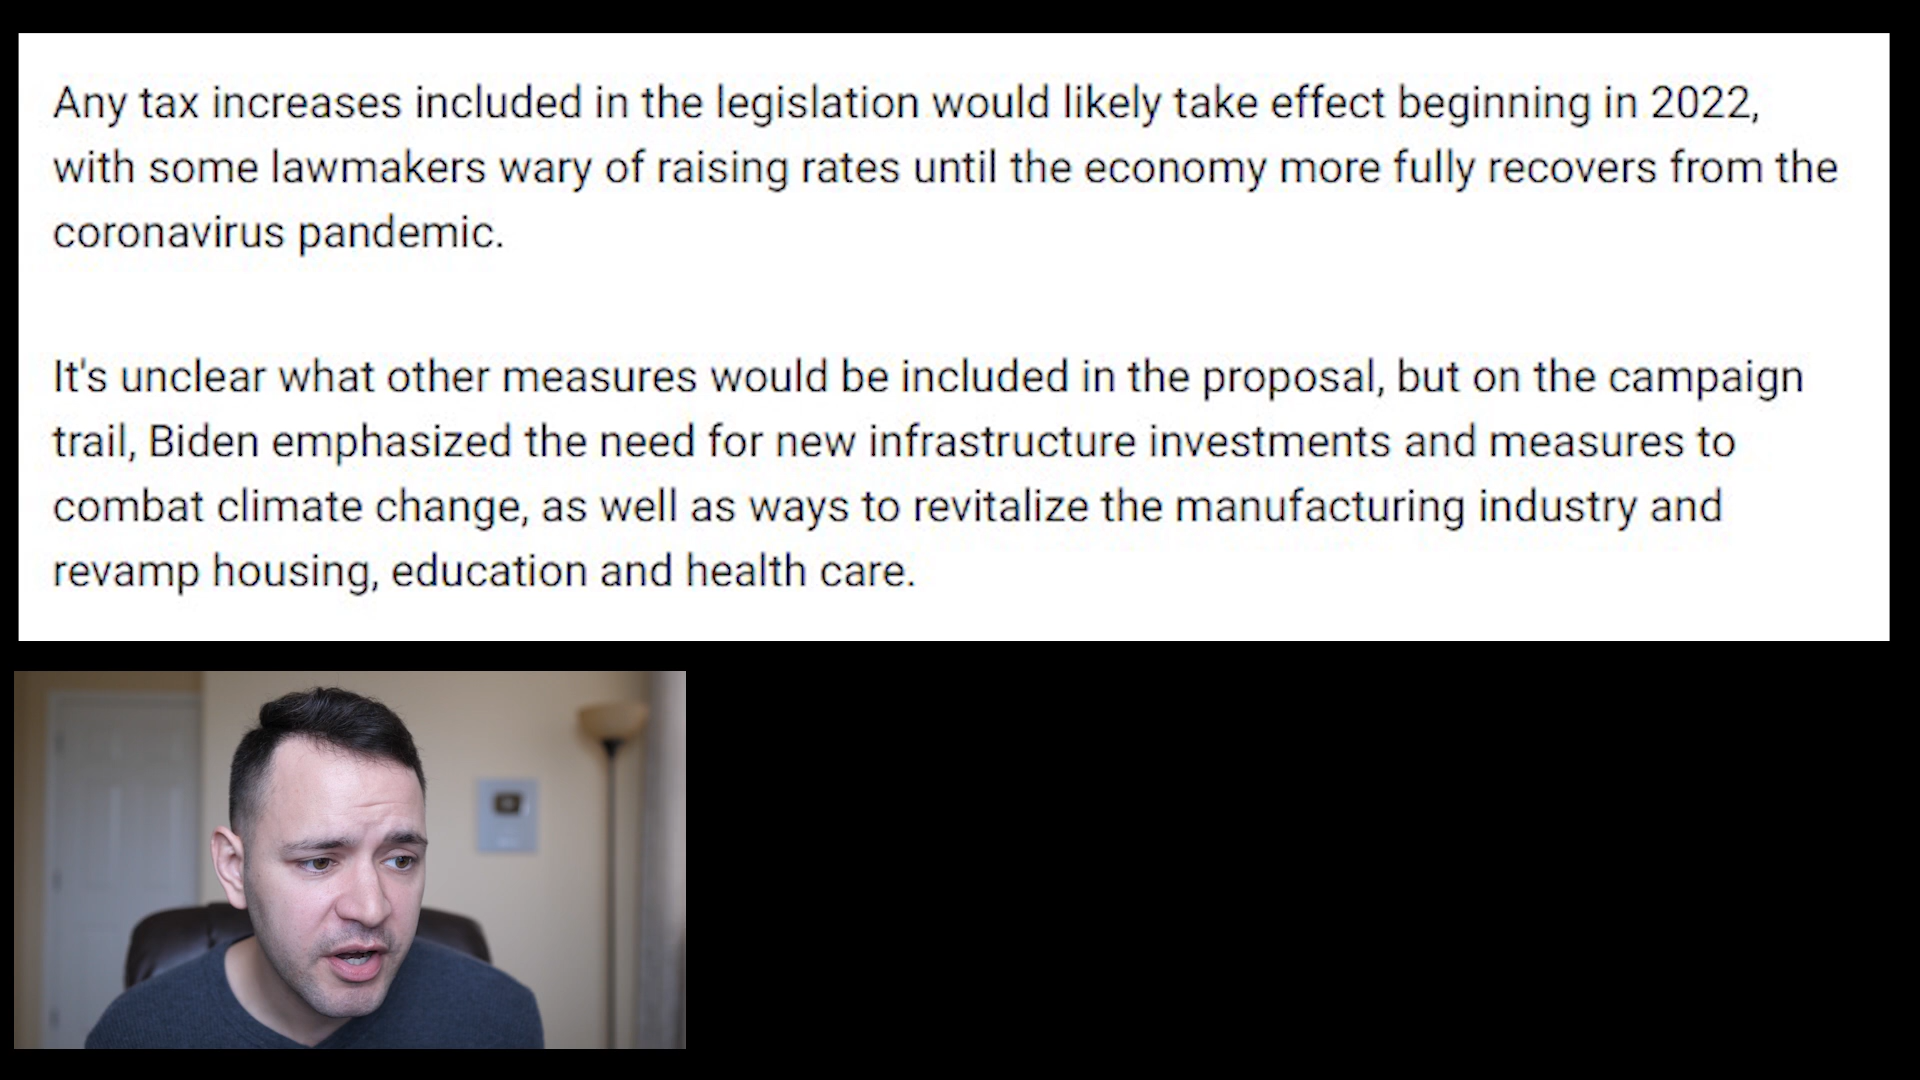 Any tax increases included in the legislation would likely take effect beginning in 2022,
with some lawmakers wary of raising rates until the economy more fully recovers from the
coronavirus pandemic.
It's unclear what other measures would be included in the proposal, but on the campaign
trail, Biden emphasized the need for new infrastructure investments and measures to
combat climate change, as well as ways to revitalize the manufacturing industry and
revamp housing, education and health care.